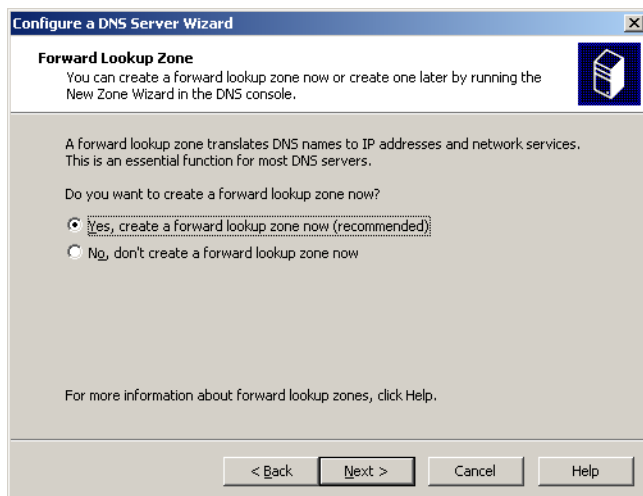 Configure a DNS Server Wizard
Forward Lookup Zone
You can create a forward lookup zone now or create one later by running the
New Zone Wizard in the DNS console.
A forward lookup zone translates DNS names to IP addresses and network services.
This is an essential function for most DNS servers.
Do you want to create a forward lookup zone now?
Yes, create a forward lookup zone now (recommended)
No, don't create a forward lookup zone now
For more information about forward lookup zones, click Help.
< Back
Next >
Cancel
Help